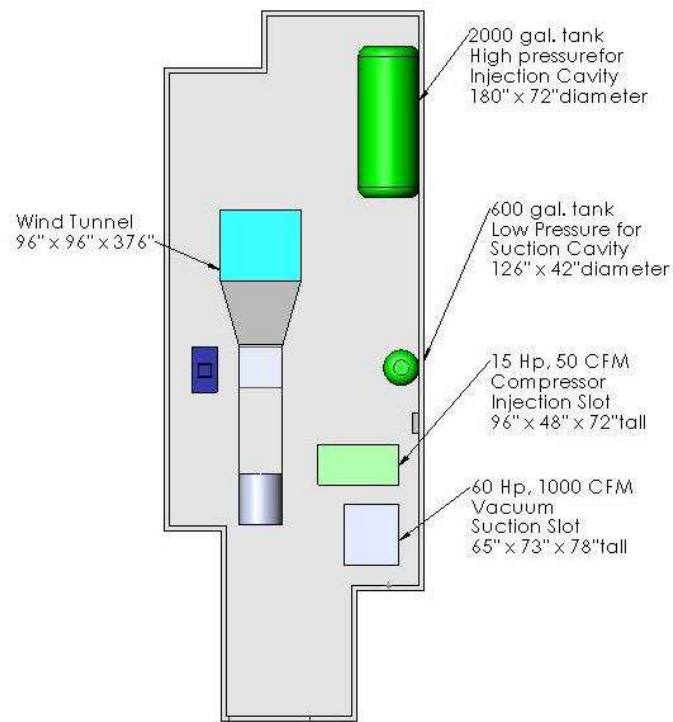 2000 gal. tank
High pressurefor
Injection Cavity
180" x 72"diameter
Wind Tunnel
96" x 96" x 376"
600 gal. tank
Low Pressure for
Suction Cavity
126" x 42"diameter
15 Hp, 50 CFM
Compressor
Injection Slot
96" x 48" x 72"tall
60 Hp, 1000 CFM
Vacuum
Suction Slot
65" x 73" x 78"tall